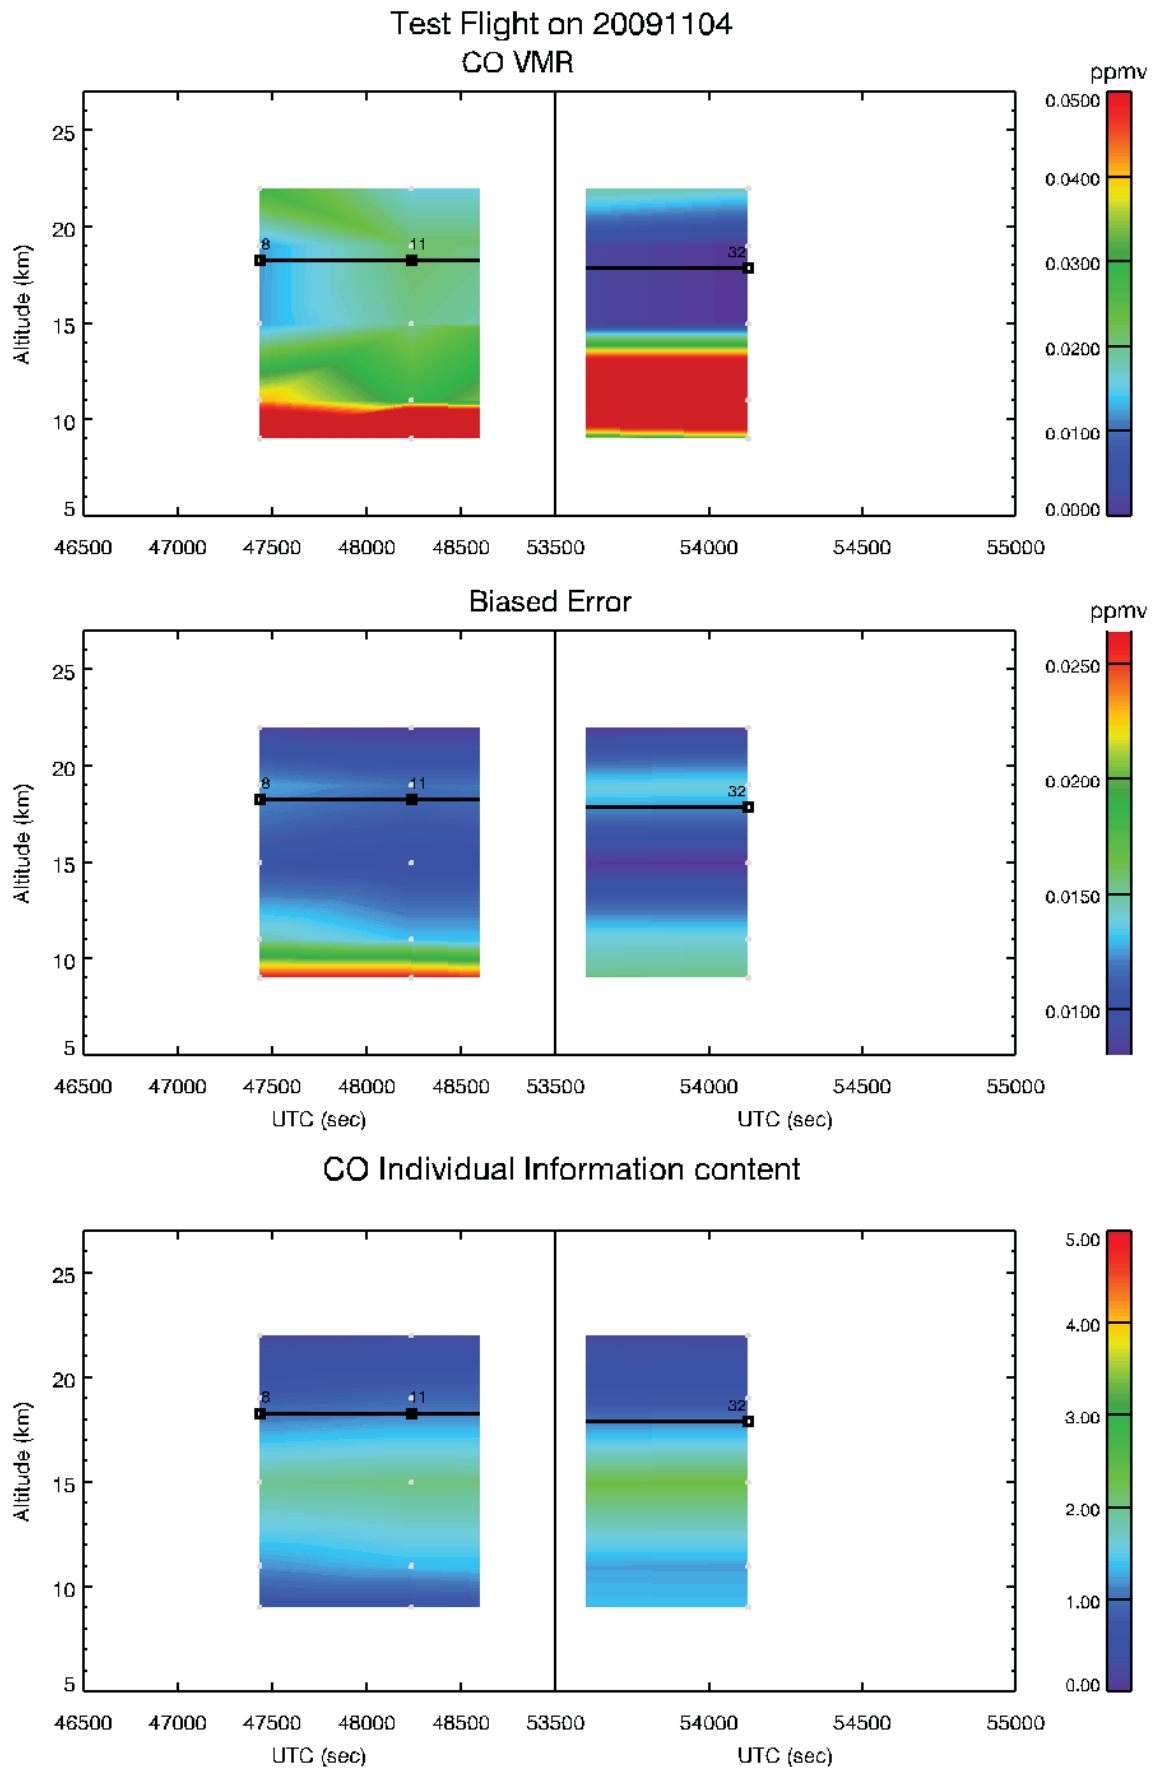 Test Flight on 20091104
CO VMR
ppmv
25
20
15
10
5
Altitude (km)
8
11
32
0.0500
0.0400
0.0300
0.0200
0.0100
0.0000
46500 47000 47500 48000 48500 53500 54000 54500 55000
Biased Error
ppmv
25
20
15
10
5
Altitude (km)
8
11
32
0.0250
0.0200
0.0150
0.0100
46500 47000 47500 48000 48500 53500 54000 54500 55000
UTC (sec) UTC (sec)
CO Individual Information content
25
20
15
10
5
Altitude (km)
8
11
32
5.00
4.00
3.00
2.00
1.00
0.00
46500 47000 47500 48000 48500 53500 54000 54500 55000
UTC (sec) UTC (sec)